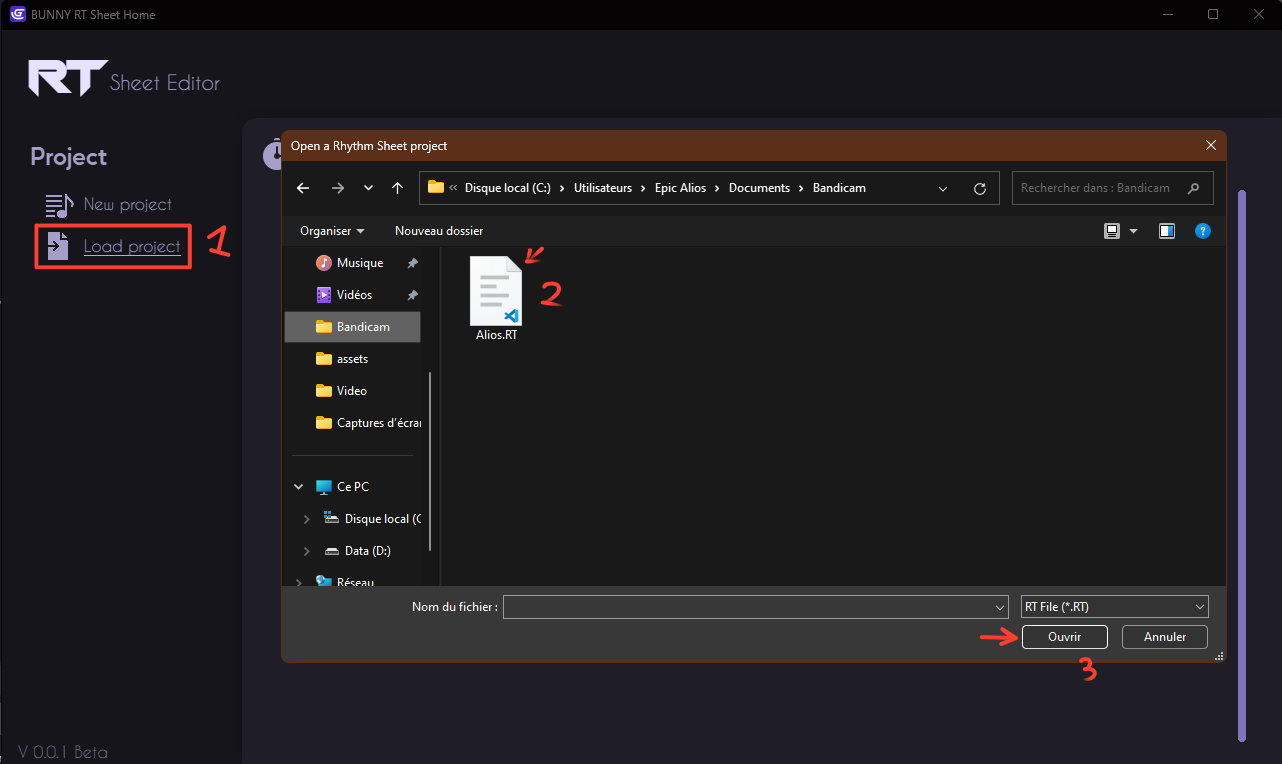 BUNNY RT Sheet Home
RT Sheet Editor
Project
New project
Load project
1
Open a Rhythm Sheet project
« Disque local (C:) › Utilisateurs › Epic Alios › Documents › Bandicam
Rechercher dans : Bandicam
Organiser
Nouveau dossier
?
Musique
Vidéos
Bandicam
assets
Video
Captures d'écra
Ce PC
Disque local (C
Data (D:)
Réseau
2
Alios.RT
Nom du fichier :
RT File (*.RT)
Ouvrir
Annuler
3
V 0.0.1 Beta